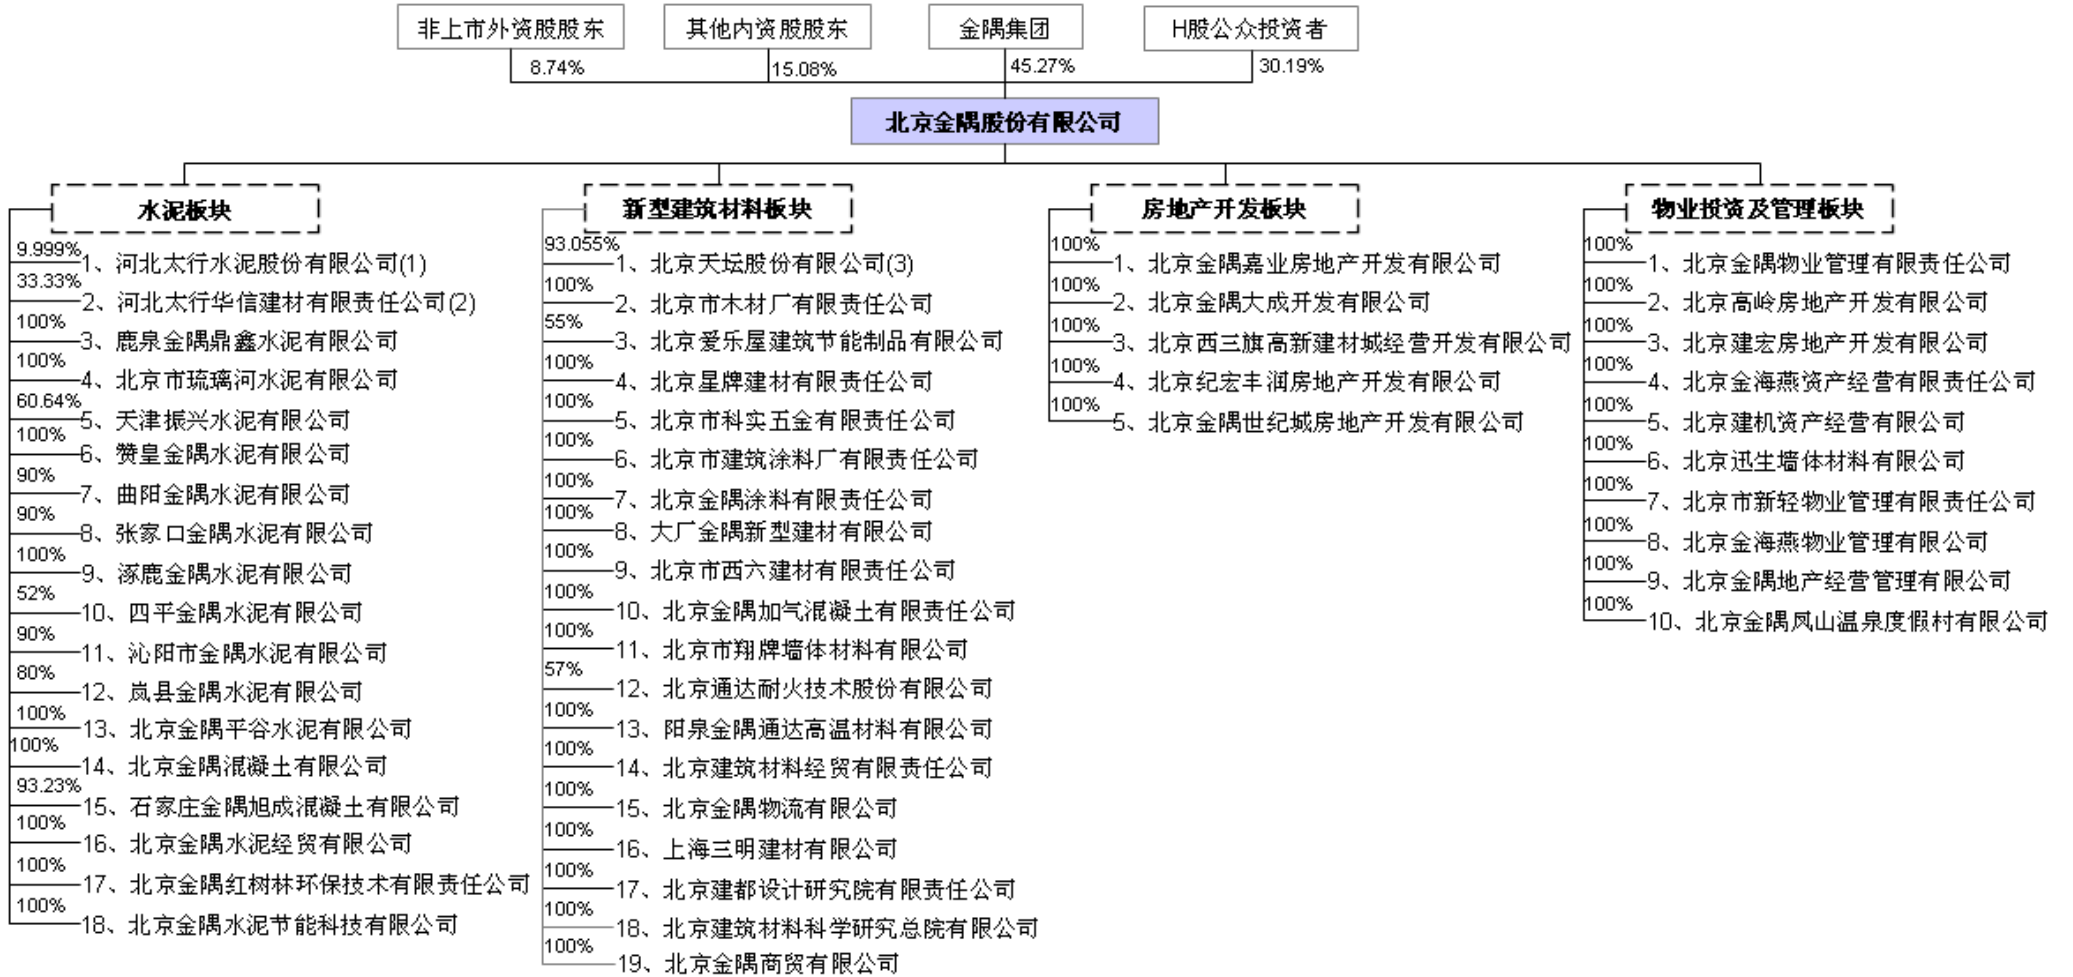 非上市外资股股东
其他内资股股东
金隅集团
H股公众投资者
8.74%
15.08%
45.27%
30.19%
北京金隅股份有限公司
水泥板块
9.999%
1、河北太行水泥股份有限公司(1)
33.33%
2、河北太行华信建材有限责任公司(2)
100%
3、鹿泉金隅鼎鑫水泥有限公司
100%
4、北京市琉璃河水泥有限公司
60.64%
5、天津振兴水泥有限公司
100%
6、赞皇金隅水泥有限公司
90%
7、曲阳金隅水泥有限公司
90%
8、张家口金隅水泥有限公司
100%
9、涿鹿金隅水泥有限公司
52%
10、四平金隅水泥有限公司
90%
11、沁阳市金隅水泥有限公司
80%
12、岚县金隅水泥有限公司
100%
13、北京金隅平谷水泥有限公司
100%
14、北京金隅混凝土有限公司
93.23%
15、石家庄金隅旭成混凝土有限公司
100%
16、北京金隅水泥经贸有限公司
100%
17、北京金隅红树林环保技术有限责任公司
100%
18、北京金隅水泥节能科技有限公司
新型建筑材料板块
93.055%
1、北京天坛股份有限公司(3)
100%
2、北京市木材厂有限责任公司
55%
3、北京爱乐屋建筑节能制品有限公司
100%
4、北京星牌建材有限责任公司
100%
5、北京市科实五金有限责任公司
100%
6、北京市建筑涂料厂有限责任公司
100%
7、北京金隅涂料有限责任公司
100%
8、大厂金隅新型建材有限公司
100%
9、北京市西六建材有限责任公司
100%
10、北京金隅加气混凝土有限责任公司
100%
11、北京市翔牌墙体材料有限公司
57%
12、北京通达耐火技术股份有限公司
100%
13、阳泉金隅通达高温材料有限公司
100%
14、北京建筑材料经贸有限责任公司
100%
15、北京金隅物流有限公司
100%
16、上海三明建材有限公司
100%
17、北京建都设计研究院有限责任公司
100%
18、北京建筑材料科学研究总院有限公司
100%
19、北京金隅商贸有限公司
房地产开发板块
100%
1、北京金隅嘉业房地产开发有限公司
100%
2、北京金隅大成开发有限公司
100%
3、北京西三旗高新建材城经营开发有限公司
100%
4、北京纪宏丰润房地产开发有限公司
100%
5、北京金隅世纪城房地产开发有限公司
物业投资及管理板块
100%
1、北京金隅物业管理有限责任公司
100%
2、北京高岭房地产开发有限公司
100%
3、北京建宏房地产开发有限公司
100%
4、北京金海燕资产经营有限责任公司
100%
5、北京建机资产经营有限公司
100%
6、北京迅生墙体材料有限公司
100%
7、北京市新轻物业管理有限责任公司
100%
8、北京金海燕物业管理有限公司
100%
9、北京金隅地产经营管理有限公司
100%
10、北京金隅凤山温泉度假村有限公司